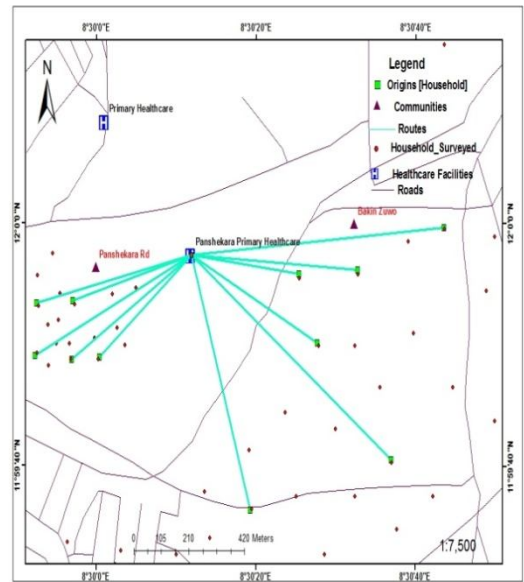 8°30'0"E 8°30'20"E 8°30'40"E
N
Legend
Origins [Household]
Communities
Routes
Household_Surveyed
H Healthcare Facilities
Roads
Primary Healthcare
H
12°0'0"N 12°0'0"N
Bakin Zuwo
Panshekara Primary Healthcare
Panshekara Rd
11°59'40"N 11°59'40"N
0 105 210 420 Meters
1:7,500
8°30'0"E 8°30'20"E 8°30'40"E